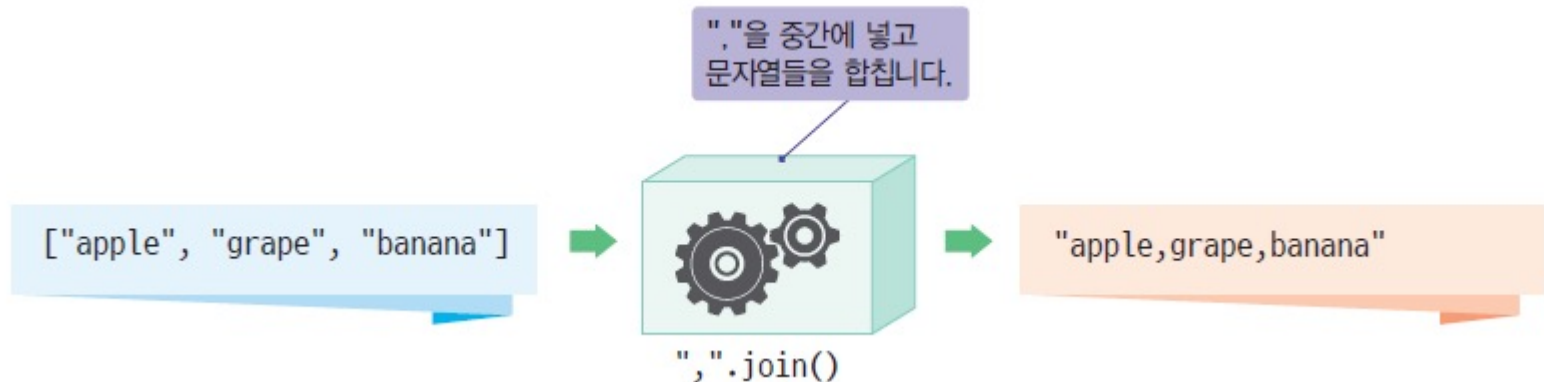 ","을 중간에 넣고
문자열들을 합칩니다.
["apple", "grape", "banana"]
"apple,grape,banana"
",".join()